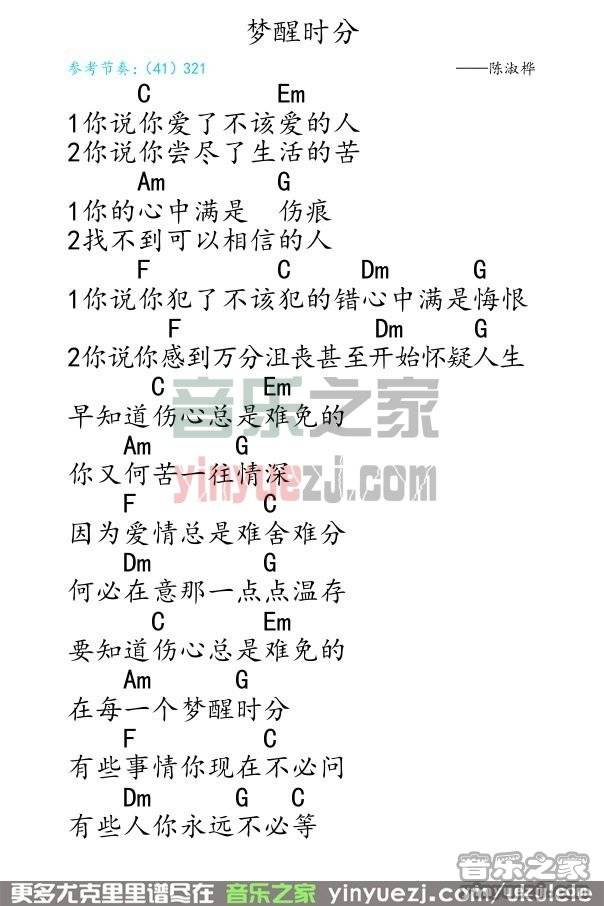 梦醒时分
参考节奏:(41)321 ——陈淑桦
C Em
1你说你爱了不该爱的人
2你说你尝尽了生活的苦
Am G
1你的心中满是 伤痕
2找不到可以相信的人
F C Dm G
1你说你犯了不该犯的错心中满是悔恨
F Dm G
2你说你感到万分沮丧甚至开始怀疑人生
C Em
早知道伤心总是难免的
Am G
你又何苦一往情深
F C
因为爱情总是难舍难分
Dm G
何必在意那一点点温存
C Em
要知道伤心总是难免的
Am G
在每一个梦醒时分
F C
有些事情你现在不必问
Dm G C
有些人你永远不必等
音乐之家
yinyuezj.com
音乐之家
yinyuezj.com
更多尤克里里谱尽在 音乐之家 yinyuezj.com/uku.html